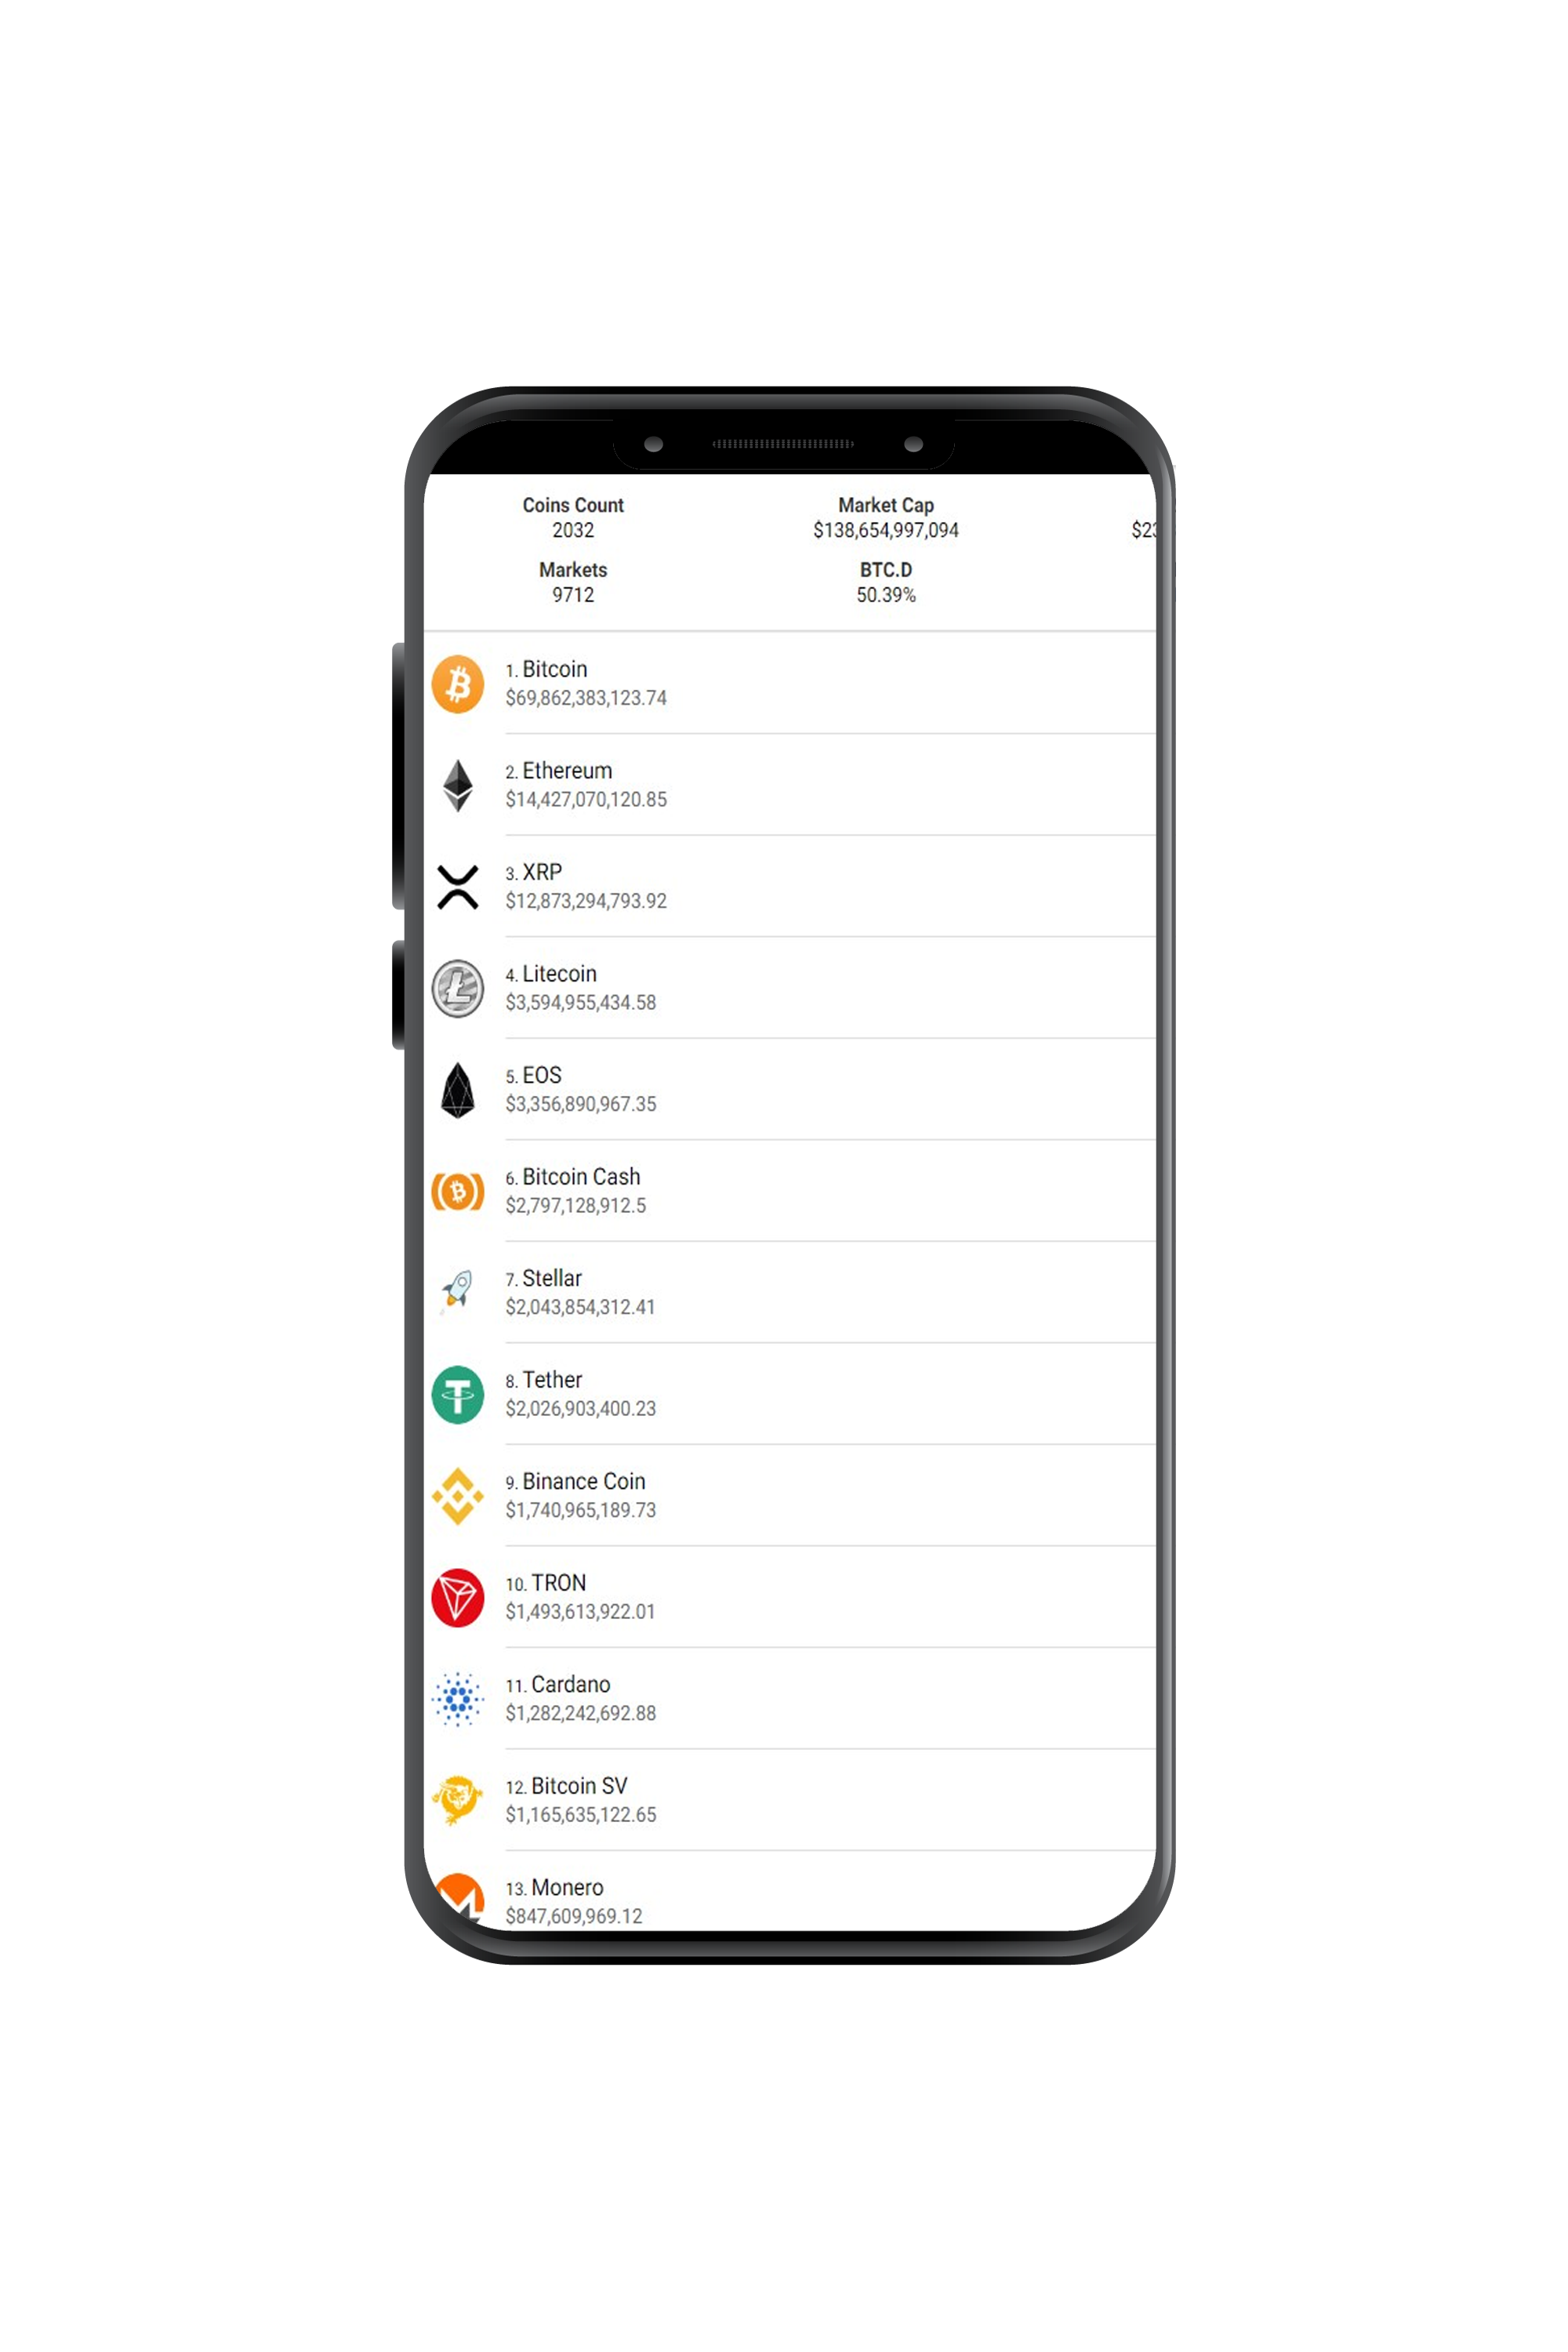 Coins Count
2032
Market Cap
$138,654,997,094
Markets
9712
BTC.D
50.39%
1. Bitcoin
$69,862,383,123.74
2. Ethereum
$14,427,070,120.85
3. XRP
$12,873,294,793.92
4. Litecoin
$3,594,955,434.58
5. EOS
$3,356,890,967.35
6. Bitcoin Cash
$2,797,128,912.5
7. Stellar
$2,043,854,312.41
8. Tether
$2,026,903,400.23
9. Binance Coin
$1,740,965,189.73
10. TRON
$1,493,613,922.01
11. Cardano
$1,282,242,692.88
12. Bitcoin SV
$1,165,635,122.65
13. Monero
$847,609,969.12